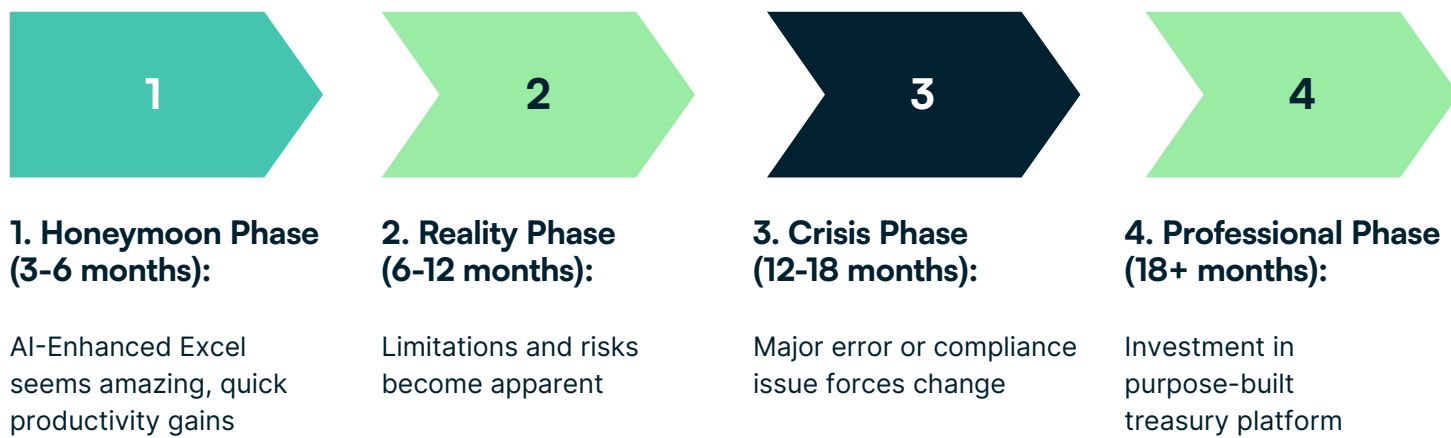 1
2
3
4
1. Honeymoon Phase
(3-6 months):
AI-Enhanced Excel
seems amazing, quick
productivity gains
2. Reality Phase
(6-12 months):
Limitations and risks
become apparent
3. Crisis Phase
(12-18 months):
Major error or compliance
issue forces change
4. Professional Phase
(18+ months):
Investment in
purpose-built
treasury platform